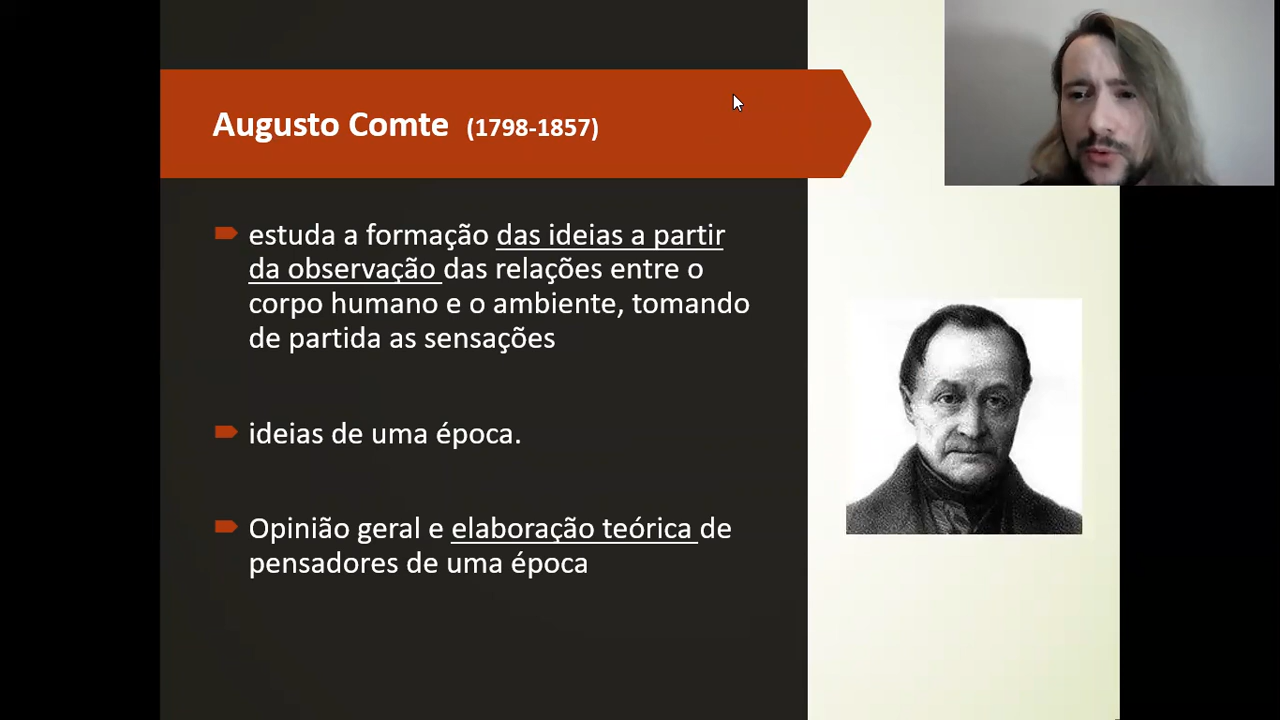 Augusto Comte (1798-1857)
estuda a formação das ideias a partir
da observação das relações entre o
corpo humano e o ambiente, tomando
de partida as sensações
ideias de uma época.
Opinião geral e elaboração teórica de
pensadores de uma época